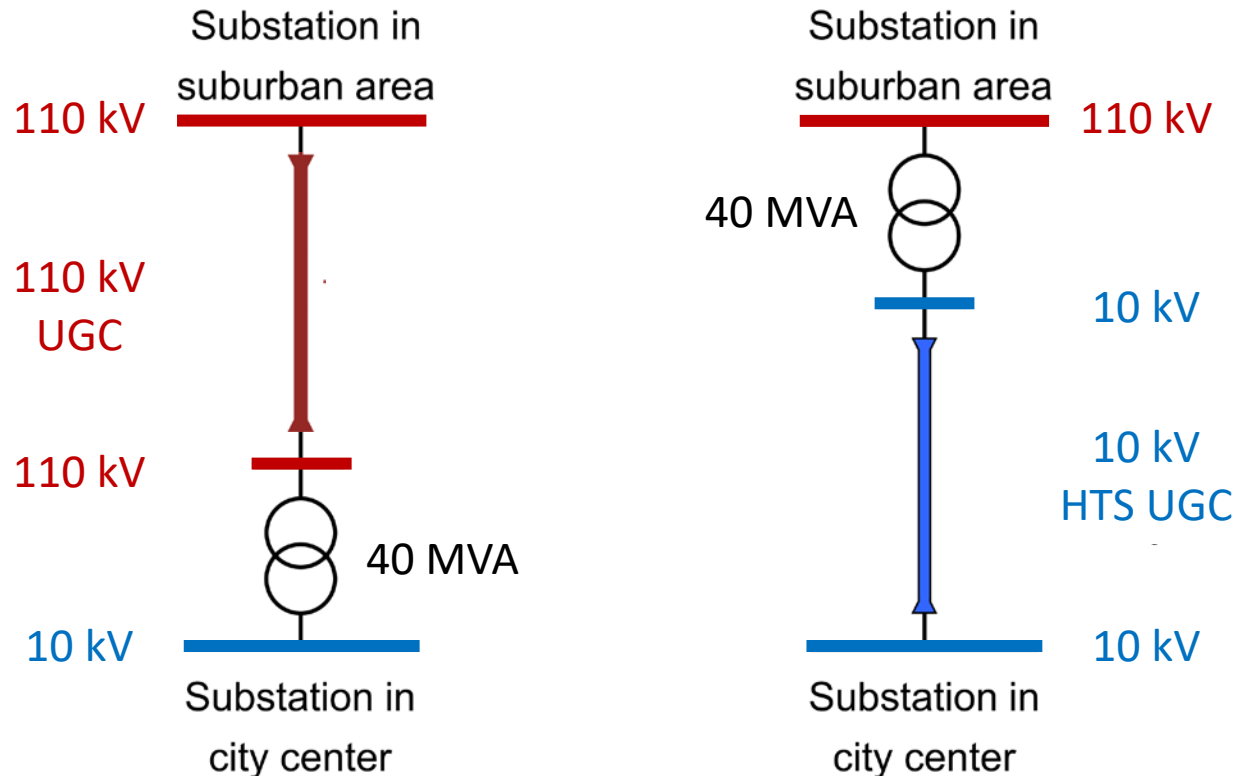 Substation in
suburban area
110 kV
110 kV
UGC
110 kV
40 MVA
10 kV
Substation in
city center
Substation in
suburban area
110 kV
40 MVA
10 kV
10 kV
HTS UGC
10 kV
Substation in
city center